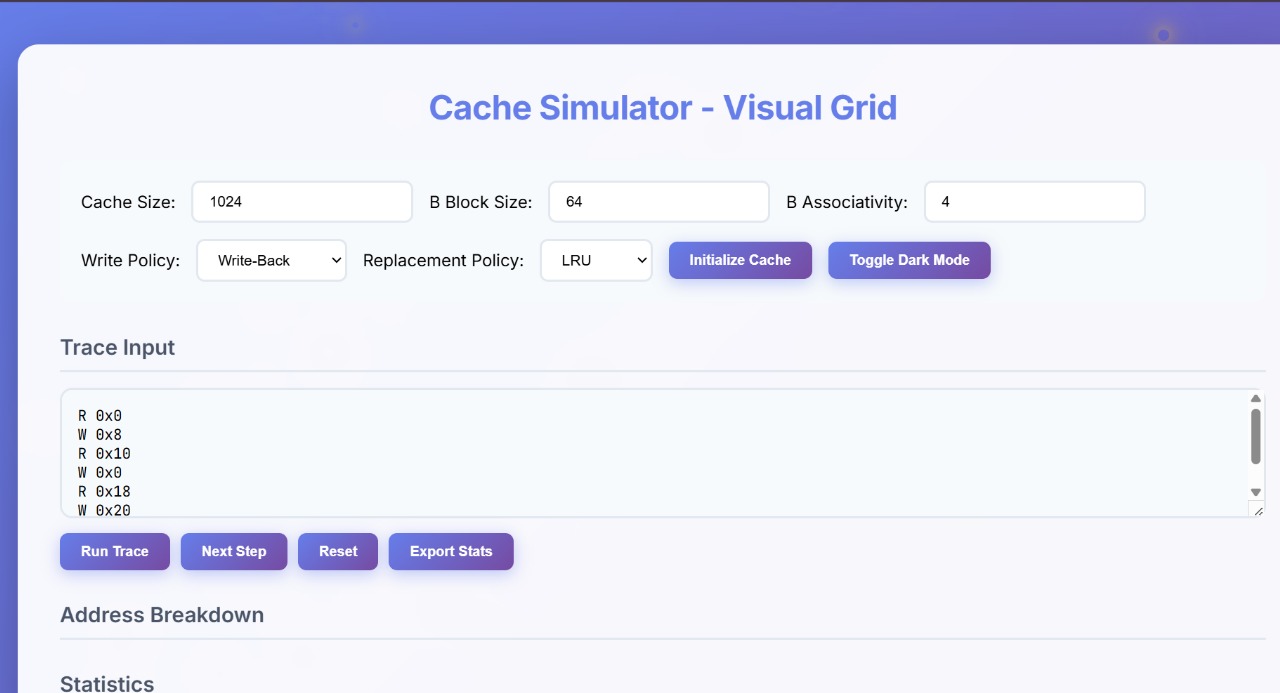 Cache Simulator - Visual Grid
Cache Size: 1024 B Block Size: 64 B Associativity: 4
Write Policy: Write-Back Replacement Policy: LRU Initialize Cache Toggle Dark Mode
Trace Input
R 0x0
W 0x8
R 0x10
W 0x0
R 0x18
W 0x20
Run Trace Next Step Reset Export Stats
Address Breakdown
Statistics